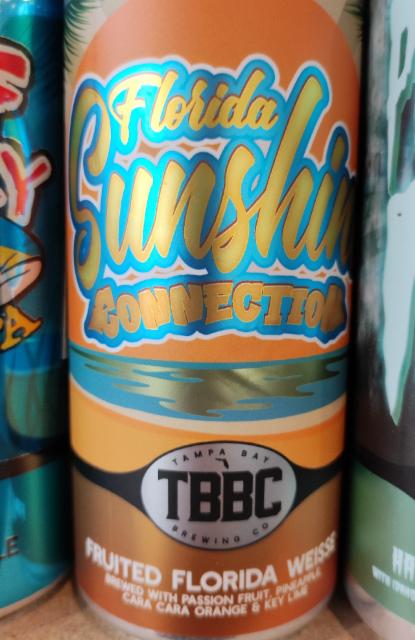 Florida
Sunshin
CONNECTION
TAMPA BAY
TBBC
BREWING CO
FRUITED FLORIDA WEISSE
BREWED WITH PASSION FRUIT, PINEAPPLE,
CARA CARA ORANGE & KEY LIME